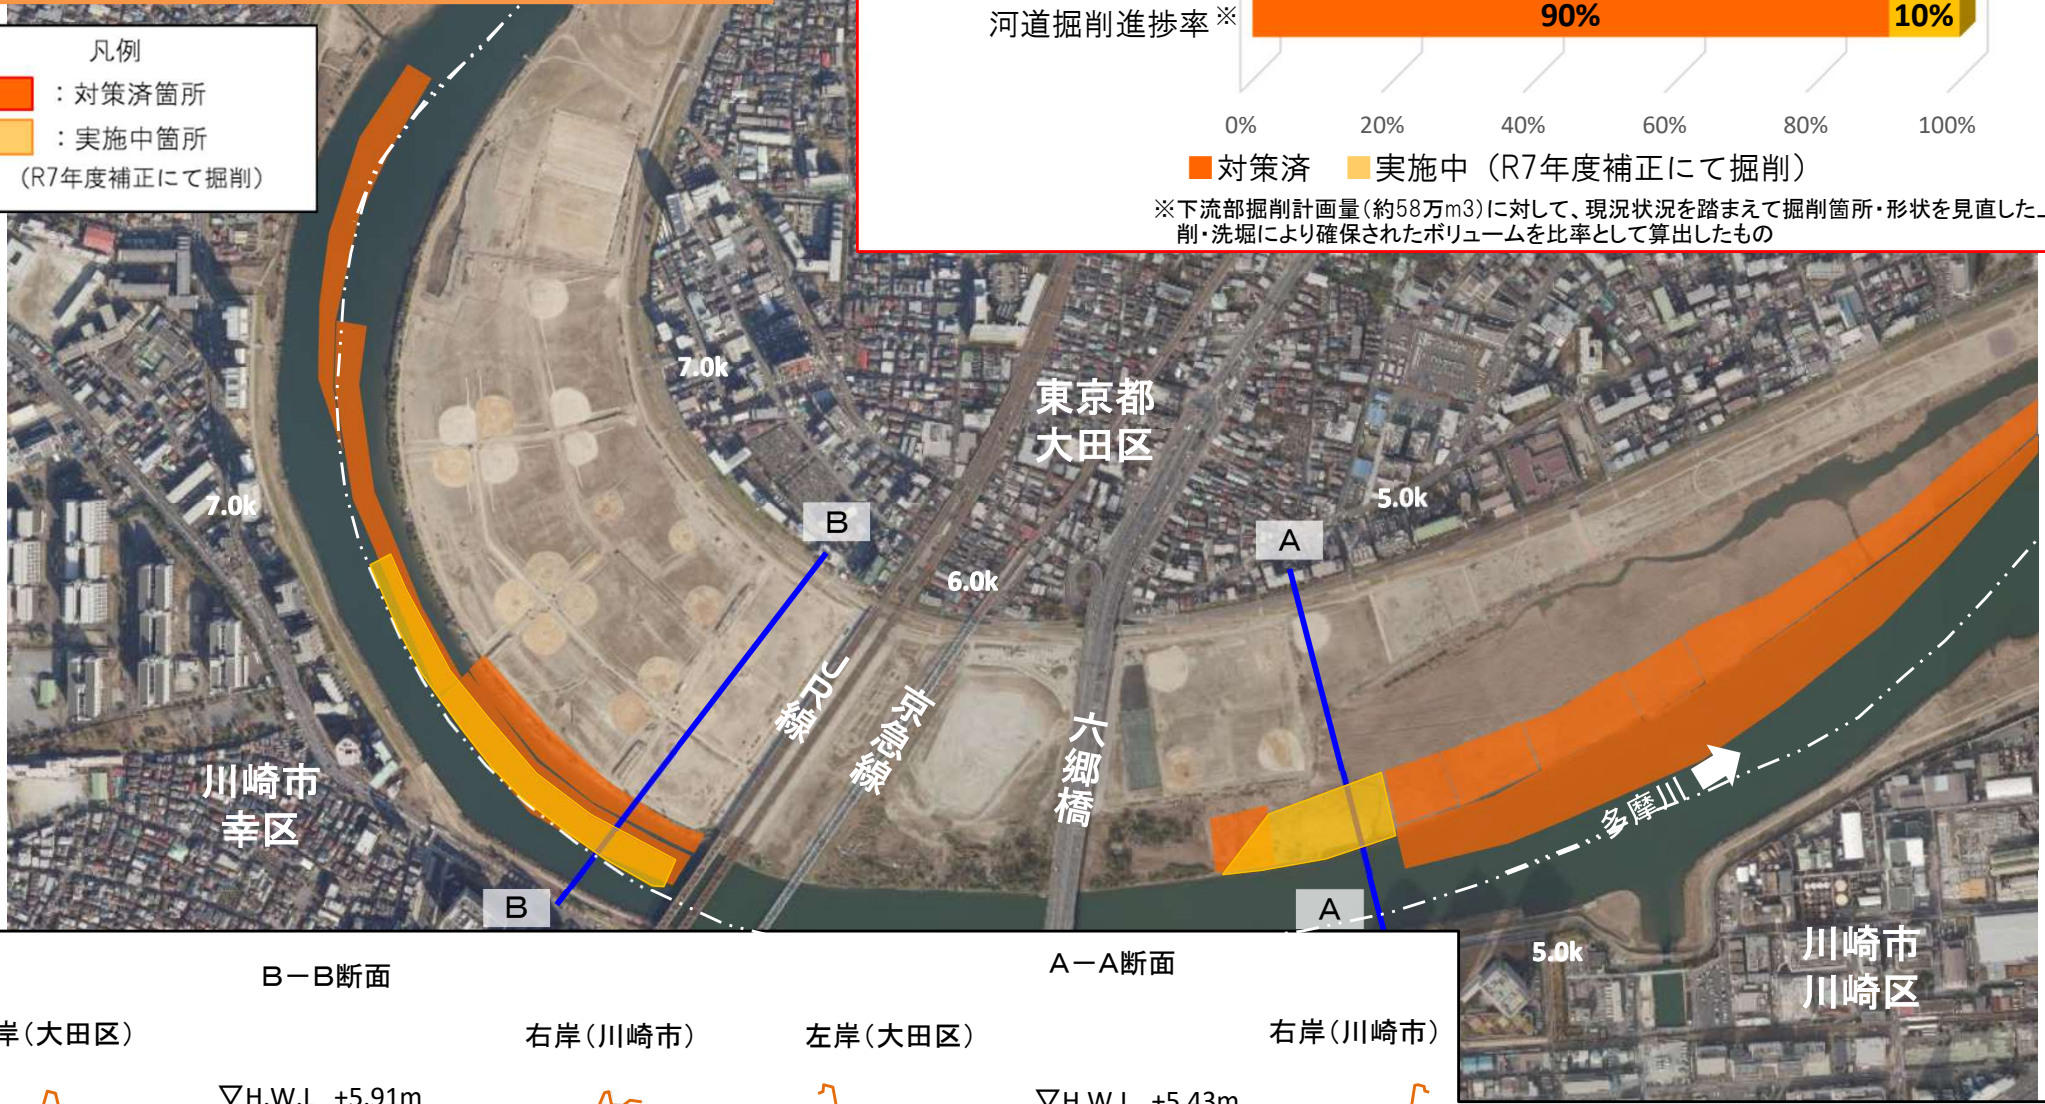 凡例
：対策済箇所
：実施中箇所
（R7年度補正にて掘削）
河道掘削進捗率※
90%
10%
0% 20% 40% 60% 80% 100%
対策済 実施中（R7年度補正にて掘削）
※下流部掘削計画量（約58万m3）に対して、現況状況を踏まえて掘削箇所・形状を見直した
削・洗堀により確保されたボリュームを比率として算出したもの
7.0k
東京都
大田区
7.0k
5.0k
B
A
6.0k
JR線
京急線
六郷橋
川崎市
幸区
多摩川
B
A
5.0k
川崎市
川崎区
B－B断面
A－A断面
岸（大田区）
右岸（川崎市）
左岸（大田区）
右岸（川崎市）
▽H.W.L +5.91m
▽H.W.L +5.43m